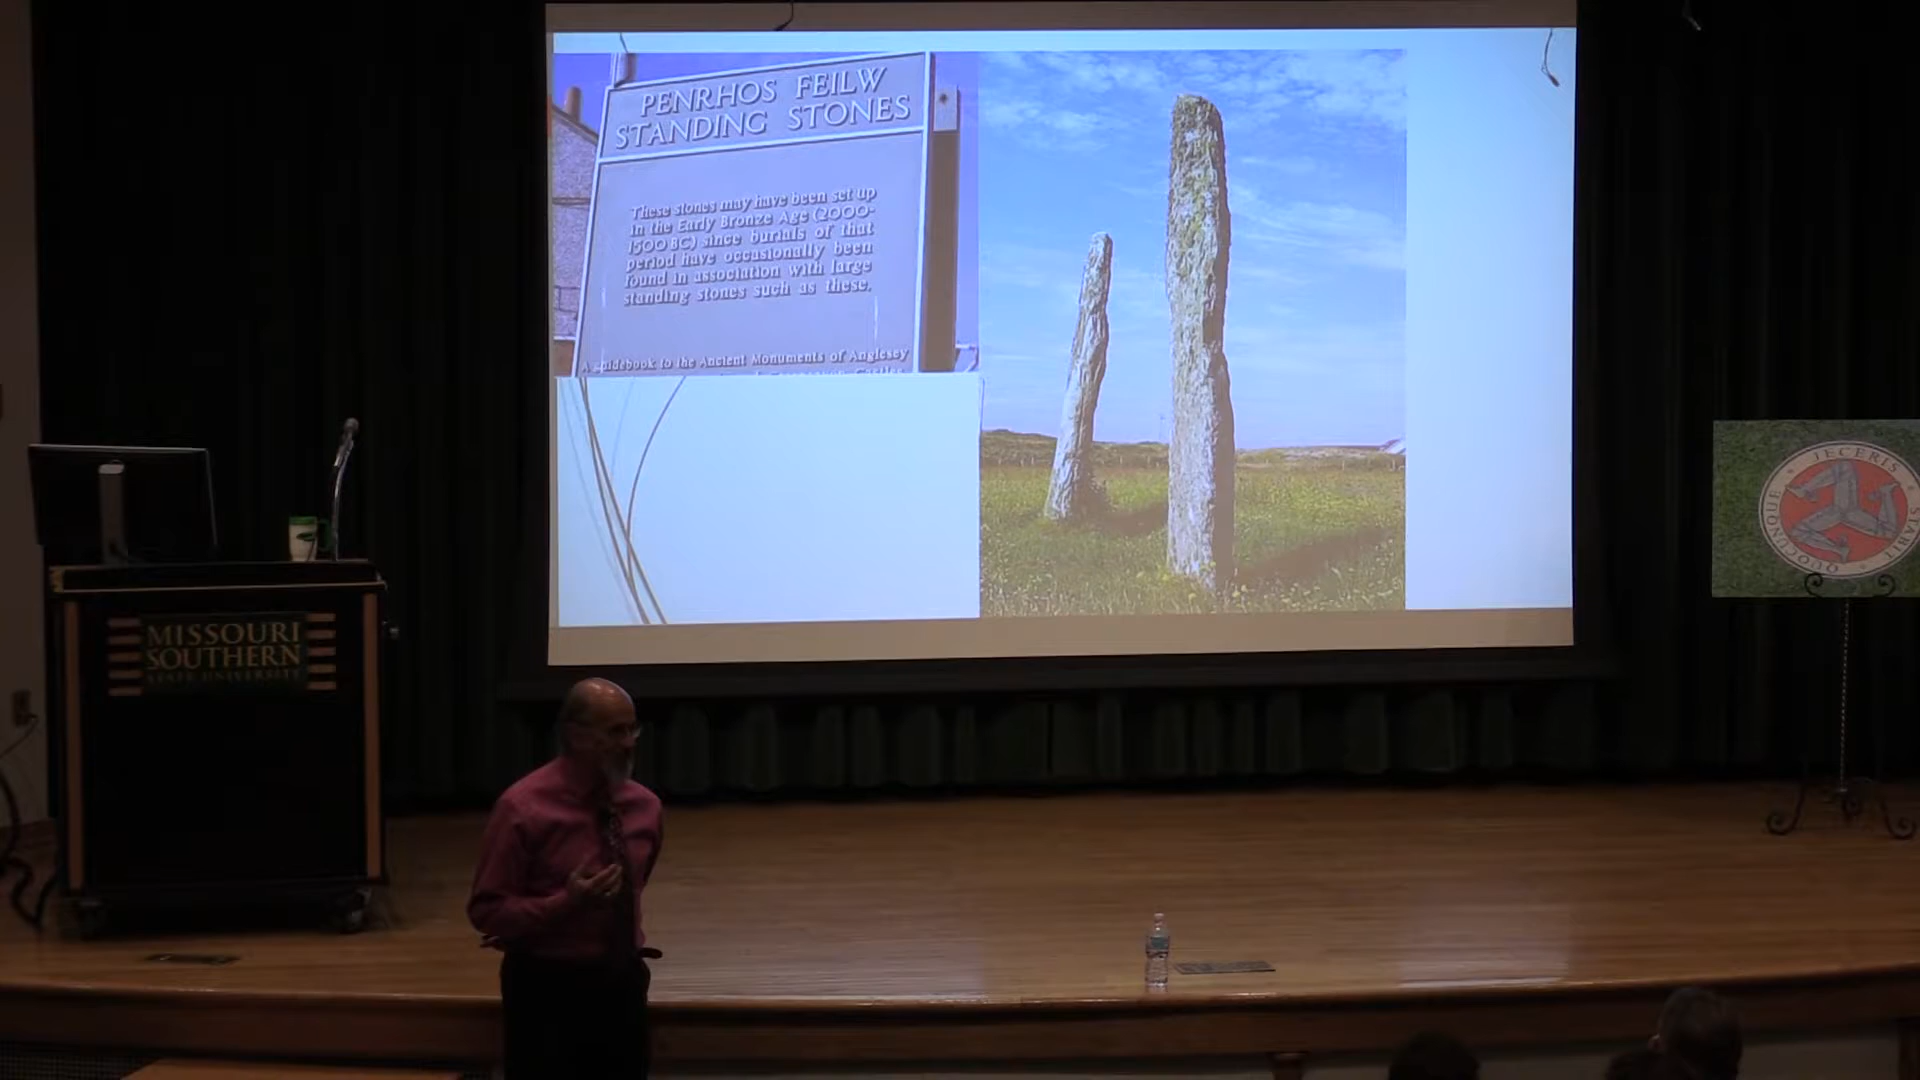 PENRHOS FEILW
STANDING STONES
These stones may have been set up
in the Early Bronze Age (2000-
1500 BC) since burials of that
period have occasionally been
found in association with large
standing stones such as these.
A guidebook to the Ancient Monuments of Anglesey
Castles
MISSOURI
SOUTHERN
STATE UNIVERSITY
QUOCUNQUE JECERIS STABIT